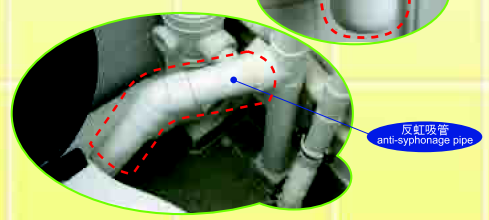 反虹吸管
anti-syphonage pipe